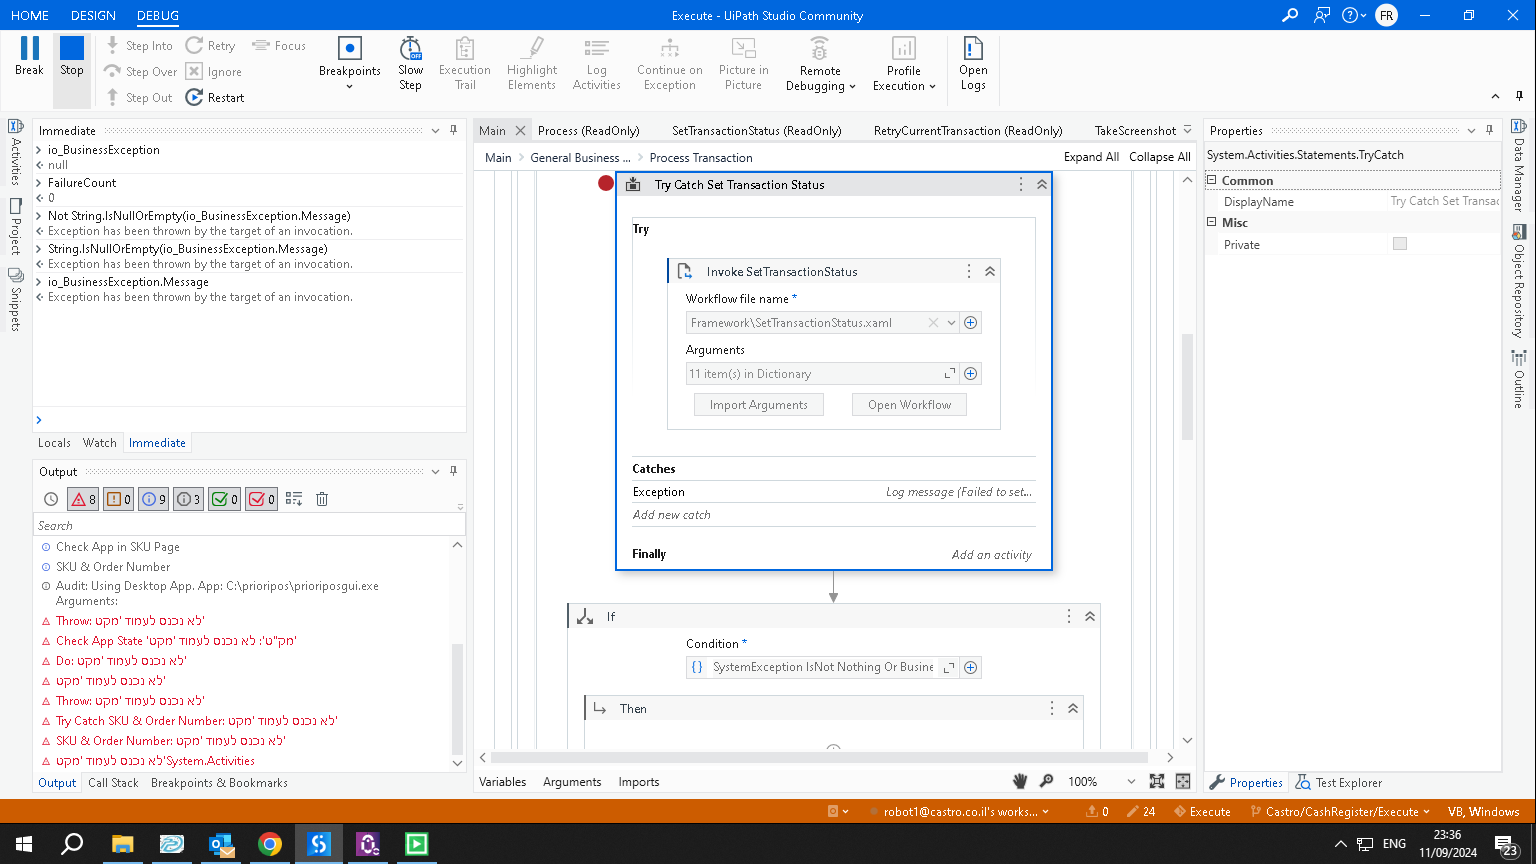 HOME DESIGN DEBUG
Execute - UiPath Studio Community
FR
Break
Stop
Step Into
Step Over
Step Out
Retry
Ignore
Restart
Focus
Breakpoints
Slow Step
Execution Trail
Highlight Elements
Log Activities
Continue on Exception
Picture in Picture
Remote Debugging
Profile Execution
Open Logs
Activities
Project
Snippets
Immediate
io_BusinessException
null
FailureCount
0
Not String.IsNullOrEmpty(io_BusinessException.Message)
Exception has been thrown by the target of an invocation.
String.IsNullOrEmpty(io_BusinessException.Message)
Exception has been thrown by the target of an invocation.
io_BusinessException.Message
Exception has been thrown by the target of an invocation.
Locals Watch Immediate
Output
8 0 9 3 0 0
Search
Check App in SKU Page
SKU & Order Number
Audit: Using Desktop App. App: C:\prioripos\prioriposgui.exe
Arguments:
Throw: לא נכנס לעמוד 'מקט'
Check App State 'מק"ט': לא נכנס לעמוד 'מקט'
Do: לא נכנס לעמוד 'מקט'
לא נכנס לעמוד 'מקט'
Throw: לא נכנס לעמוד 'מקט'
Try Catch SKU & Order Number: לא נכנס לעמוד 'מקט'
SKU & Order Number: לא נכנס לעמוד 'מקט'
לא נכנס לעמוד 'מקט'System.Activities
Output Call Stack Breakpoints & Bookmarks
Main Process (ReadOnly) SetTransactionStatus (ReadOnly) RetryCurrentTransaction (ReadOnly) TakeScreenshot
Main General Business ... Process Transaction
Expand All Collapse All
Try Catch Set Transaction Status
Try
Invoke SetTransactionStatus
Workflow file name *
Framework\SetTransactionStatus.xaml
Arguments
11 item(s) in Dictionary
Import Arguments Open Workflow
Catches
Exception Log message (Failed to set...
Add new catch
Finally Add an activity
If
Condition *
{} SystemException IsNot Nothing Or Busine
Then
Variables Arguments Imports
100%
Properties
System.Activities.Statements.TryCatch
Common
DisplayName Try Catch Set Transac
Misc
Private
Properties Test Explorer
Data Manager
Object Repository
Outline
robot1@castro.co.il's works...
0 24 Execute Castro/CashRegister/Execute VB, Windows
ENG
23:36
11/09/2024
23